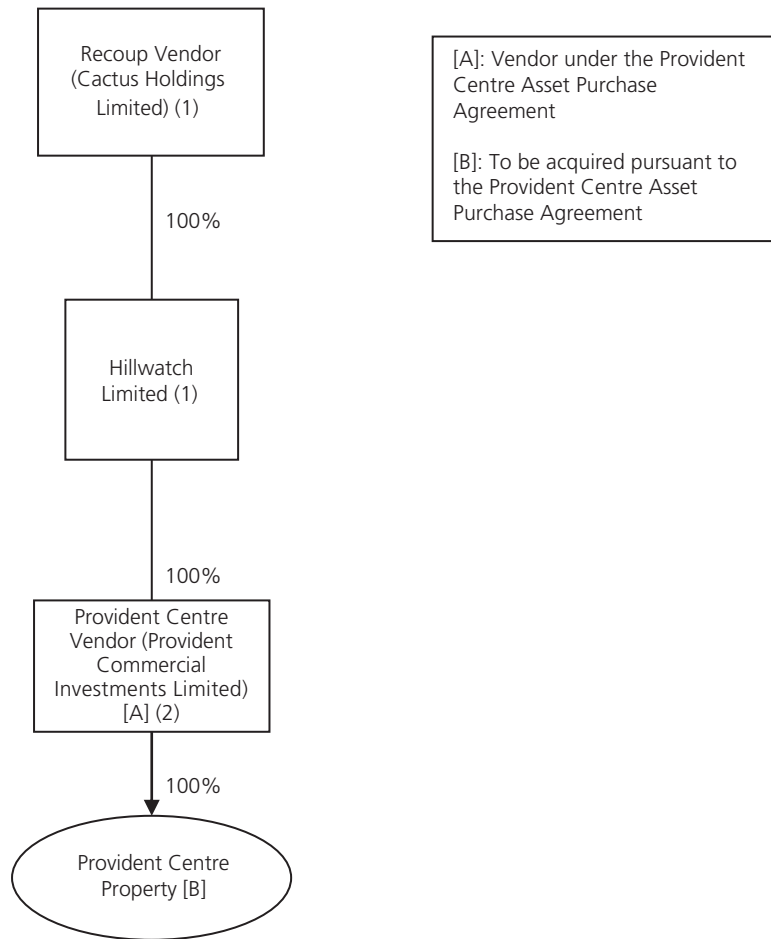 Recoup Vendor
(Cactus Holdings
Limited) (1)
[A]: Vendor under the Provident
Centre Asset Purchase
Agreement
[B]: To be acquired pursuant to
the Provident Centre Asset
Purchase Agreement
100%
Hillwatch
Limited (1)
100%
Provident Centre
Vendor (Provident
Commercial
Investments Limited)
[A] (2)
100%
Provident Centre
Property [B]